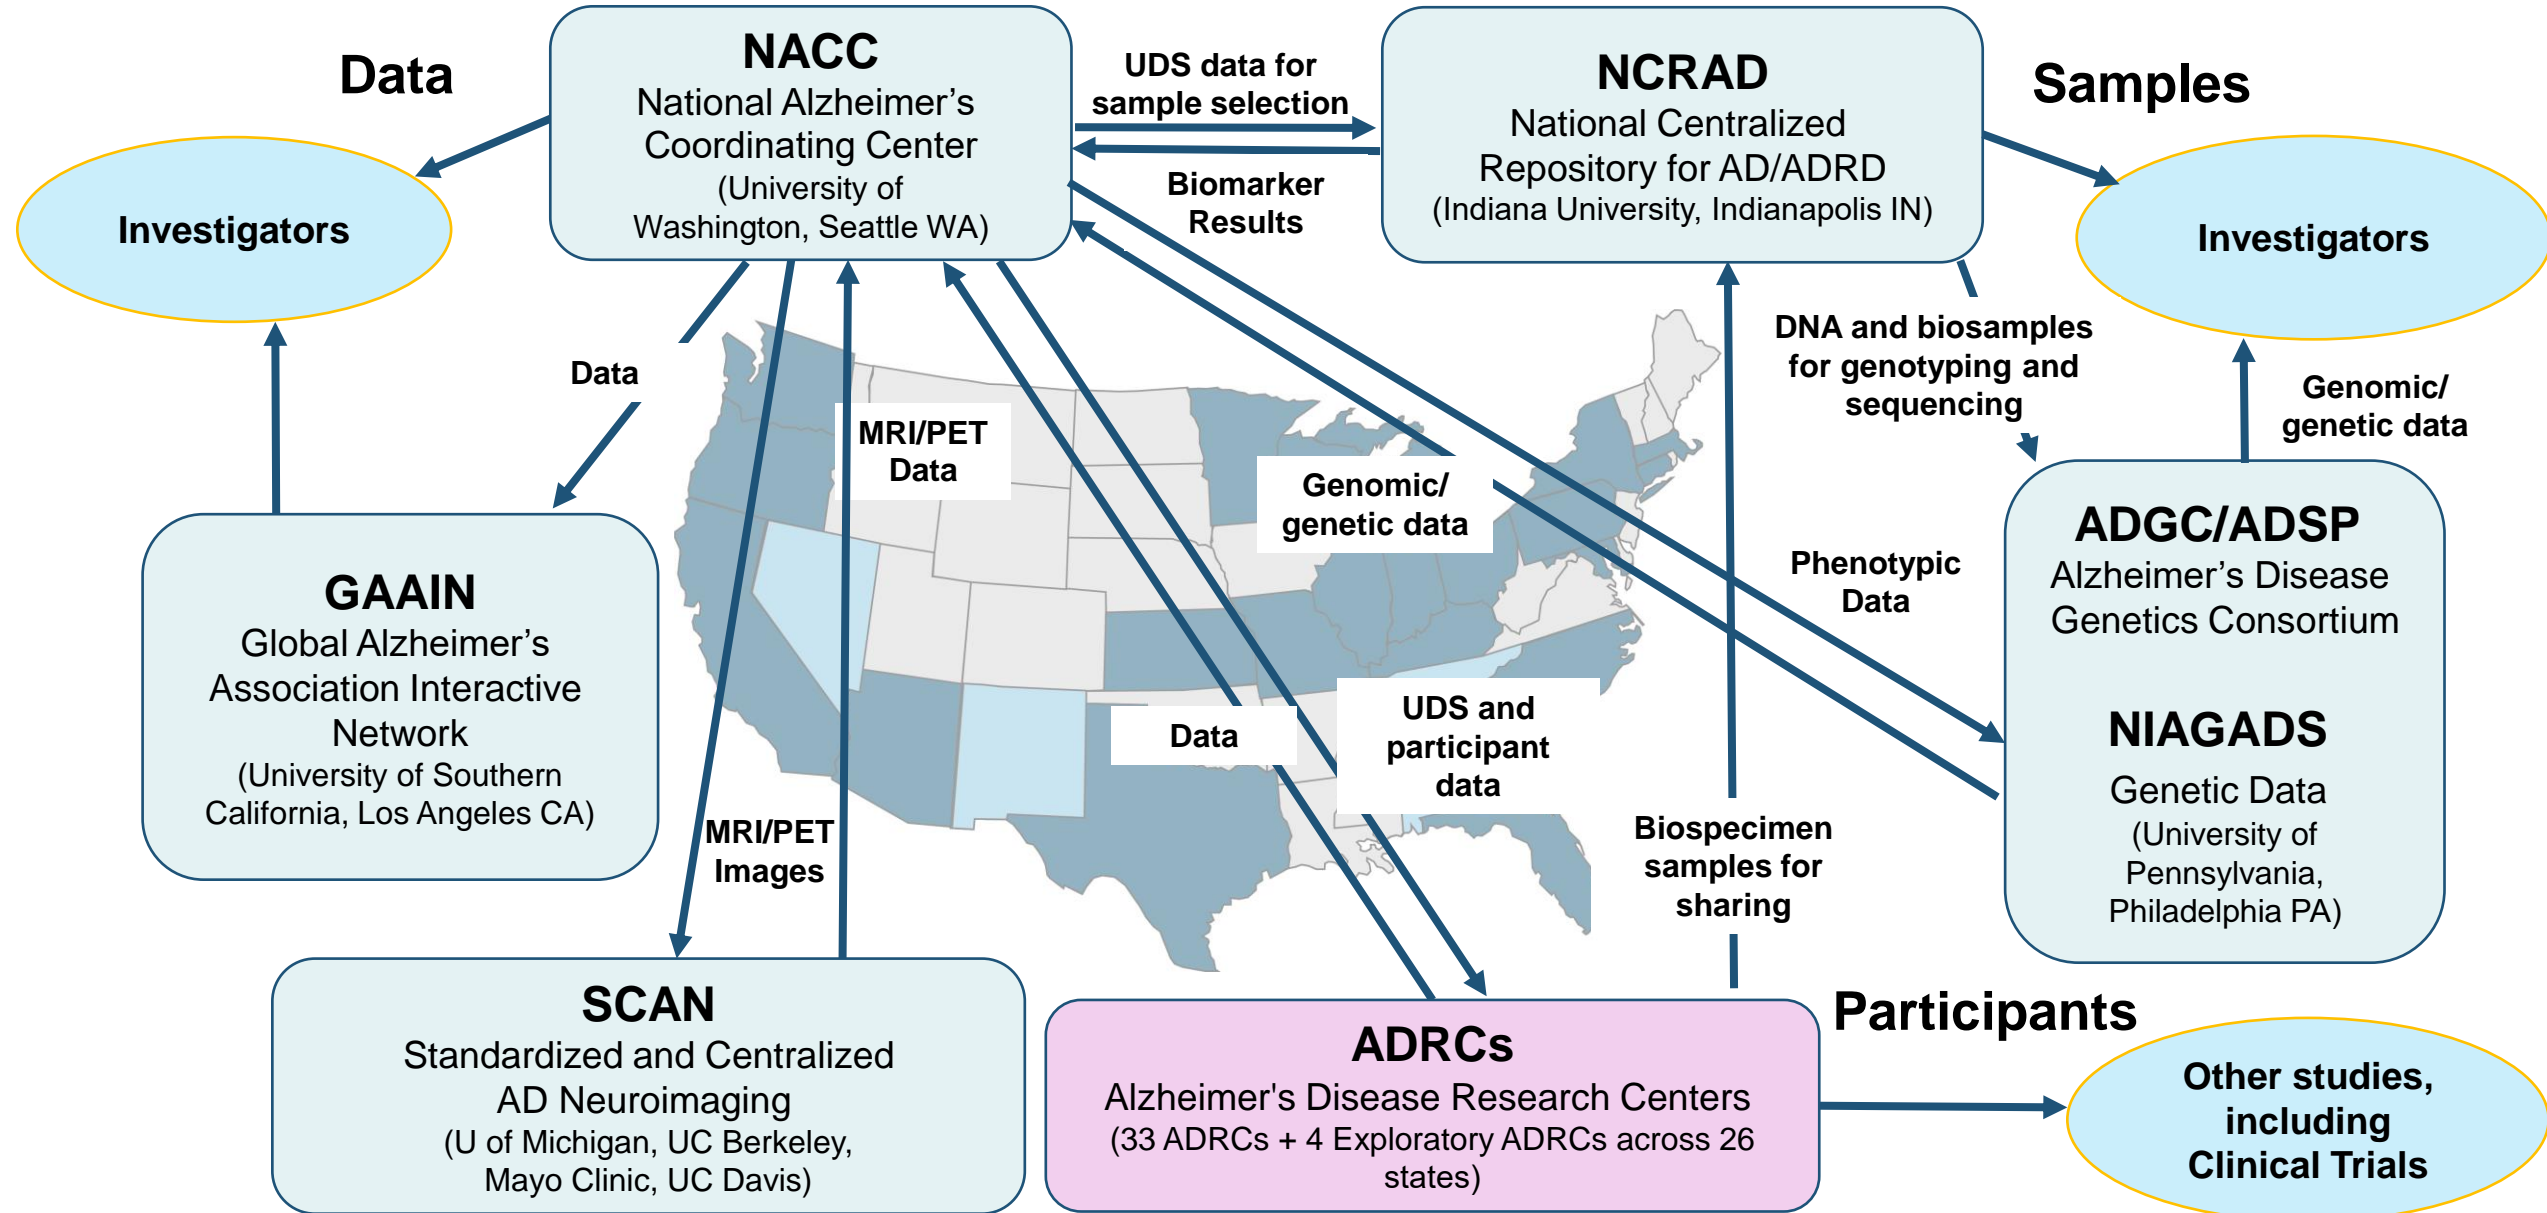 Data
NACC
National Alzheimer's
Coordinating Center
(University of
Washington, Seattle WA)
UDS data for
sample selection
Biomarker
Results
NCRAD
National Centralized
Repository for AD/ADRD
(Indiana University, Indianapolis IN)
Samples
Investigators
Investigators
Data
MRI/PET
Data
Genomic/
genetic data
DNA and biosamples
for genotyping and
sequencing
Genomic/
genetic data
Phenotypic
Data
GAAIN
Global Alzheimer's
Association Interactive
Network
(University of Southern
California, Los Angeles CA)
ADGC/ADSP
Alzheimer's Disease
Genetics Consortium
NIAGADS
Genetic Data
(University of
Pennsylvania,
Philadelphia PA)
Data
UDS and
participant
data
MRI/PET
Images
Biospecimen
samples for
sharing
SCAN
Standardized and Centralized
AD Neuroimaging
(U of Michigan, UC Berkeley,
Mayo Clinic, UC Davis)
ADRCs
Alzheimer's Disease Research Centers
(33 ADRCs + 4 Exploratory ADRCs across 26
states)
Participants
Other studies,
including
Clinical Trials